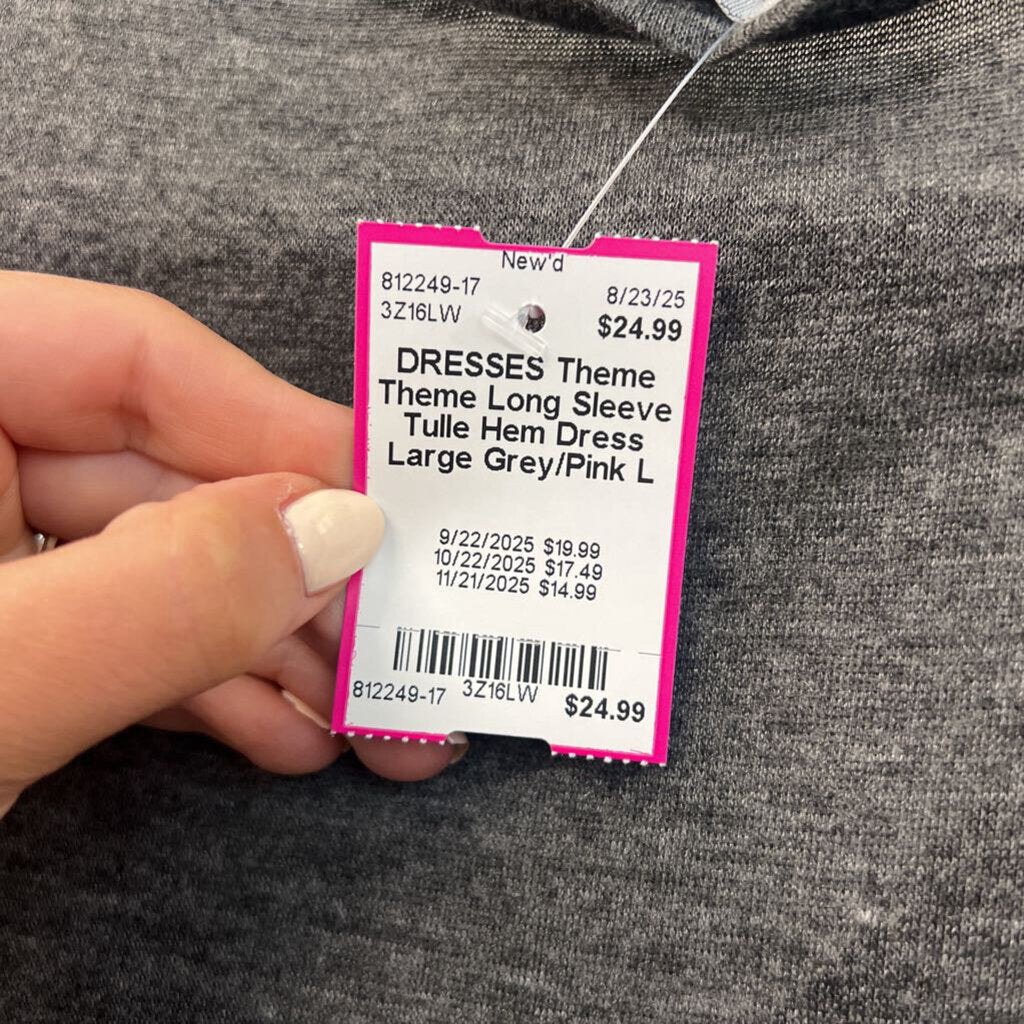 New'd
812249-17
8/23/25
3Z16LW
$24.99
DRESSES Theme
Theme Long Sleeve
Tulle Hem Dress
Large Grey/Pink L
9/22/2025 $19.99
10/22/2025 $17.49
11/21/2025 $14.99
812249-17 3Z16LW $24.99